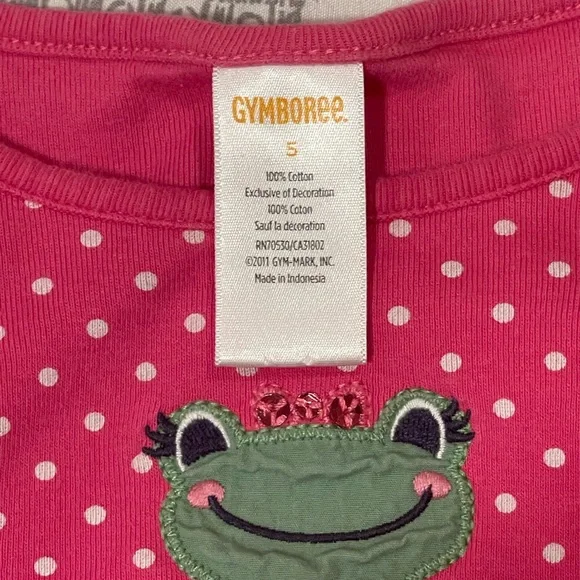 GYMBOREE.
5
100% Cotton
Exclusive of Decoration
100% Coton
Sauf la décoration
RN70530/CA31802
©2011 GYM-MARK, INC.
Made in Indonesia